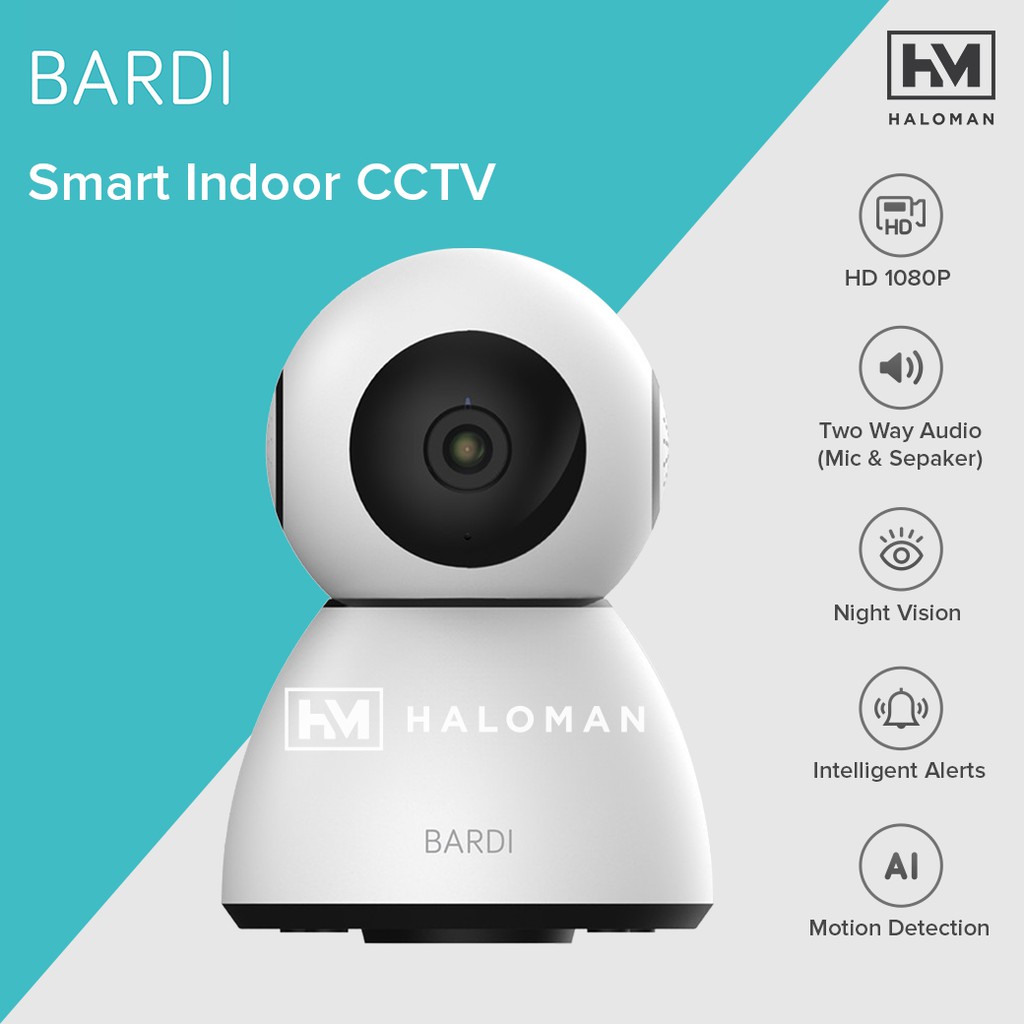 BARDI
Smart Indoor CCTV
HM
HALOMAN
HD
HD 1080P
Two Way Audio
(Mic & Sepaker)
Night Vision
Intelligent Alerts
AI
Motion Detection
HM HALOMAN
BARDI